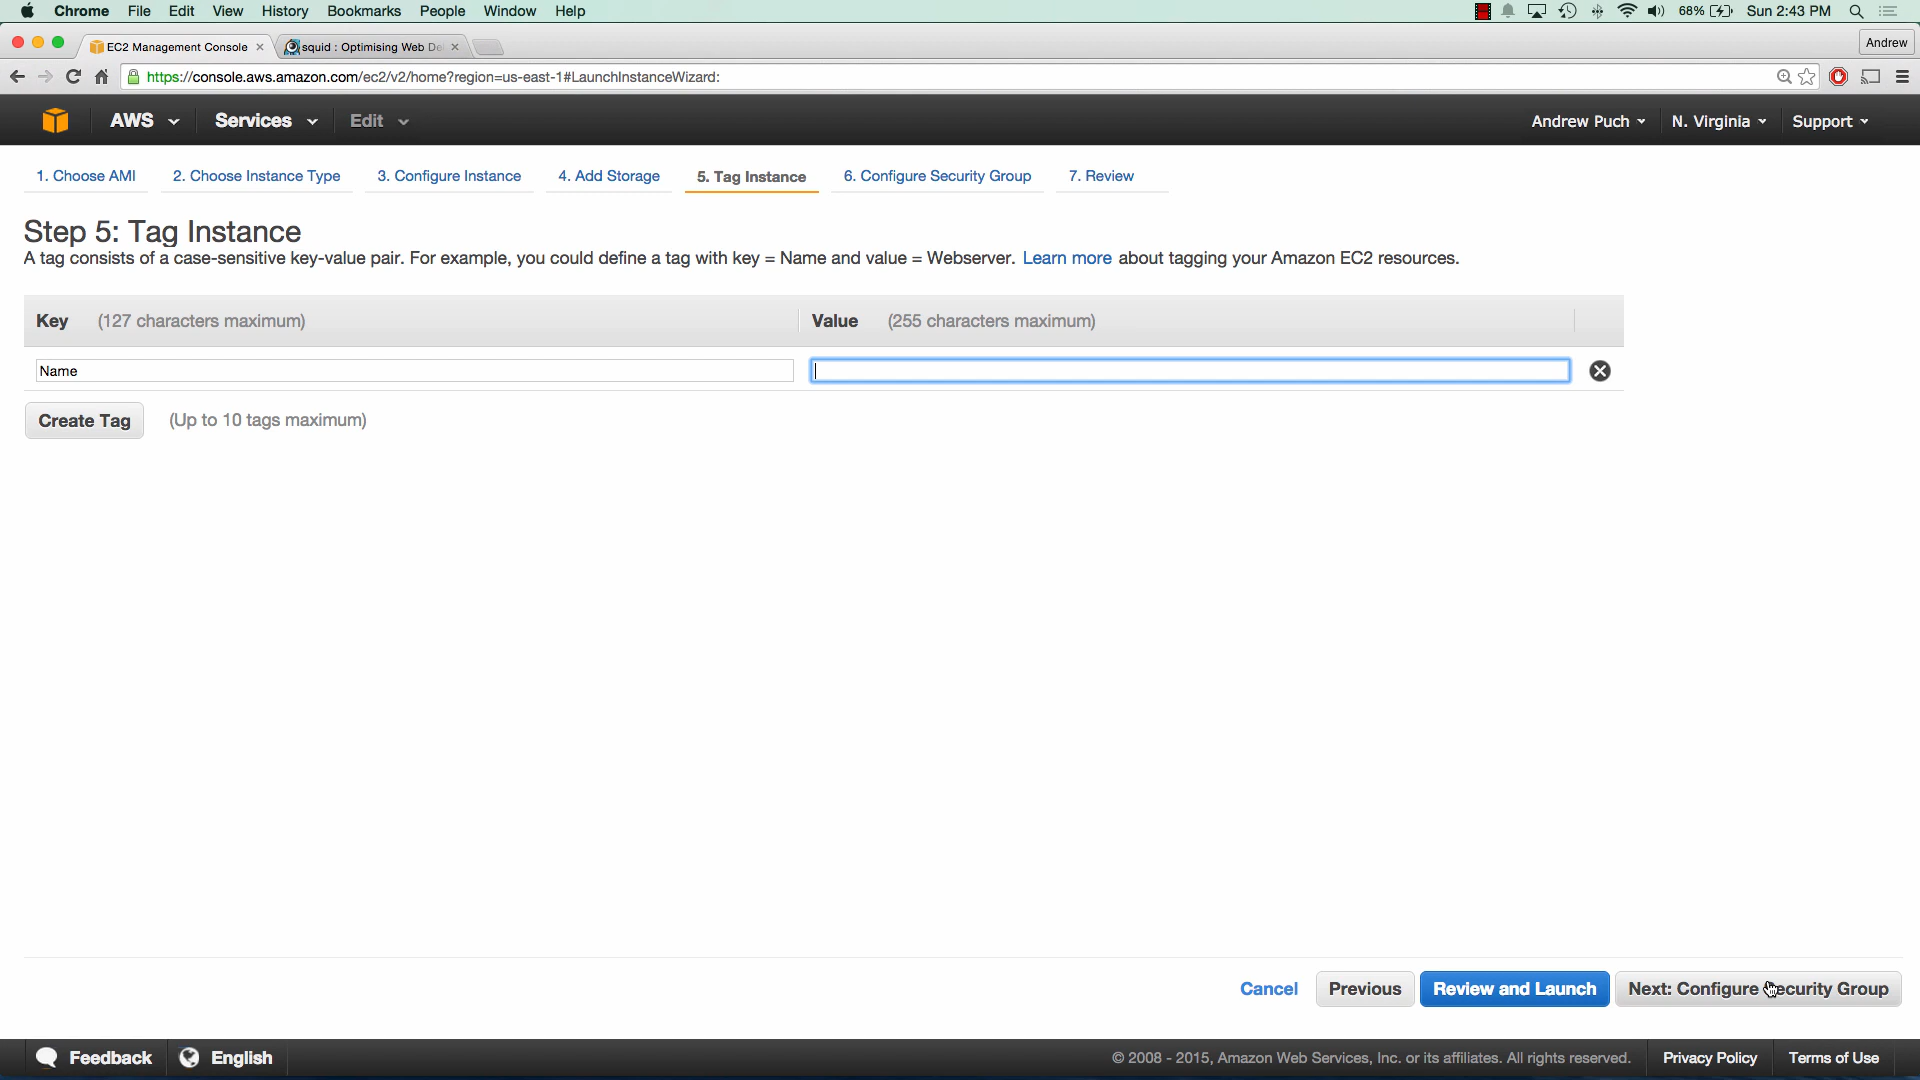 Chrome File Edit View History Bookmarks People Window Help 68% Sun 2:43 PM
EC2 Management Console squid : Optimising Web De Andrew
https://console.aws.amazon.com/ec2/v2/home?region=us-east-1#LaunchInstanceWizard:
AWS Services Edit Andrew Puch N. Virginia Support
1. Choose AMI 2. Choose Instance Type 3. Configure Instance 4. Add Storage 5. Tag Instance 6. Configure Security Group 7. Review
Step 5: Tag Instance
A tag consists of a case-sensitive key-value pair. For example, you could define a tag with key = Name and value = Webserver. Learn more about tagging your Amazon EC2 resources.
Key (127 characters maximum) Value (255 characters maximum)
Name
Create Tag (Up to 10 tags maximum)
Cancel Previous Review and Launch Next: Configure Security Group
Feedback English © 2008 - 2015, Amazon Web Services, Inc. or its affiliates. All rights reserved. Privacy Policy Terms of Use